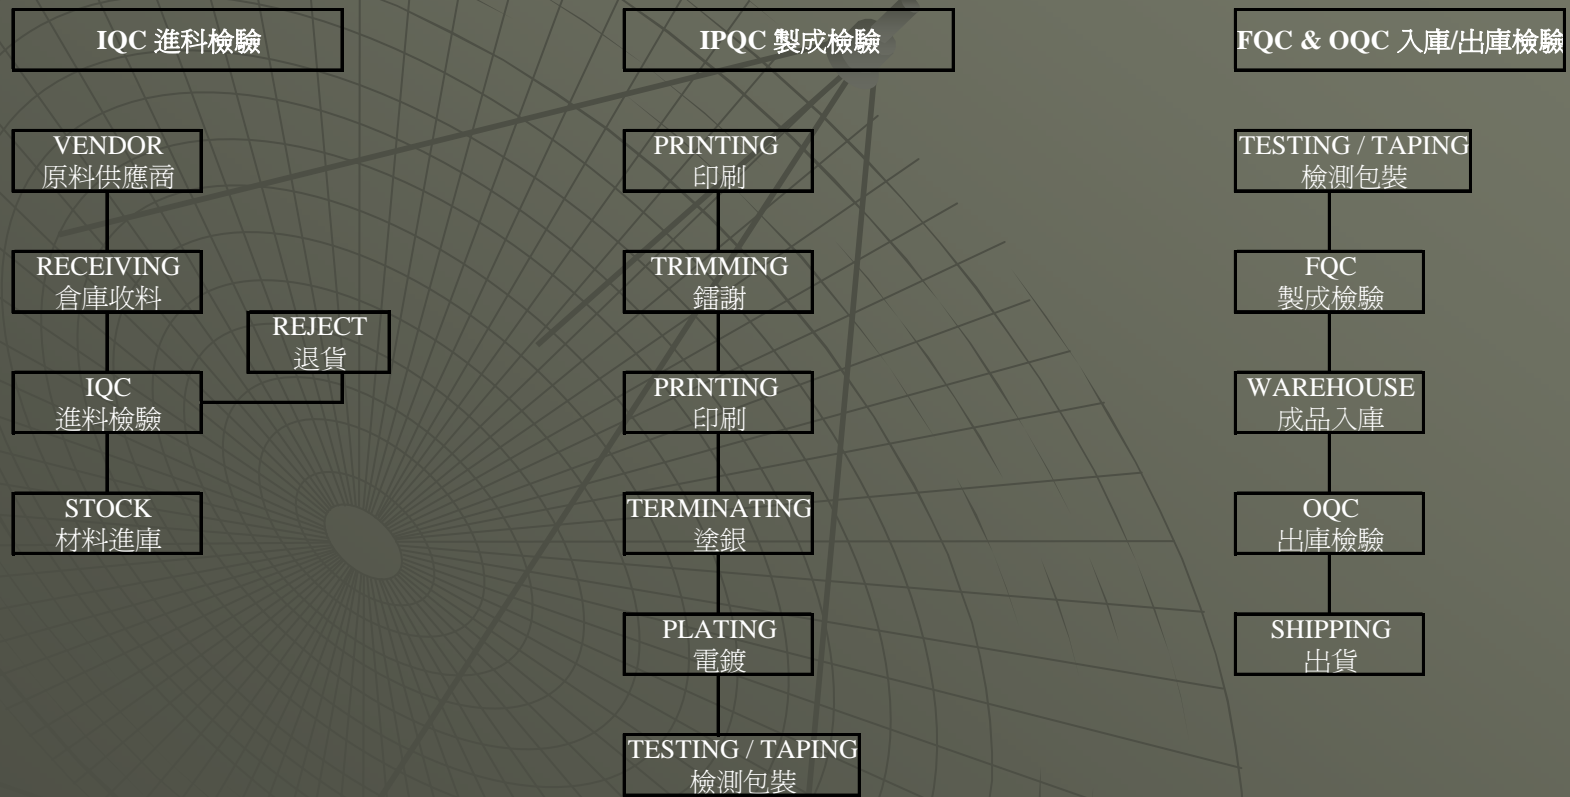 IQC 進科檢驗
VENDOR
原料供應商
RECEIVING
倉庫收料
REJECT
退貨
IQC
進料檢驗
STOCK
材料進庫
IPQC 製成檢驗
PRINTING
印刷
TRIMMING
鐳謝
PRINTING
印刷
TERMINATING
塗銀
PLATING
電鍍
TESTING / TAPING
檢測包裝
FQC & OQC 入庫/出庫檢驗
TESTING / TAPING
檢測包裝
FQC
製成檢驗
WAREHOUSE
成品入庫
OQC
出庫檢驗
SHIPPING
出貨